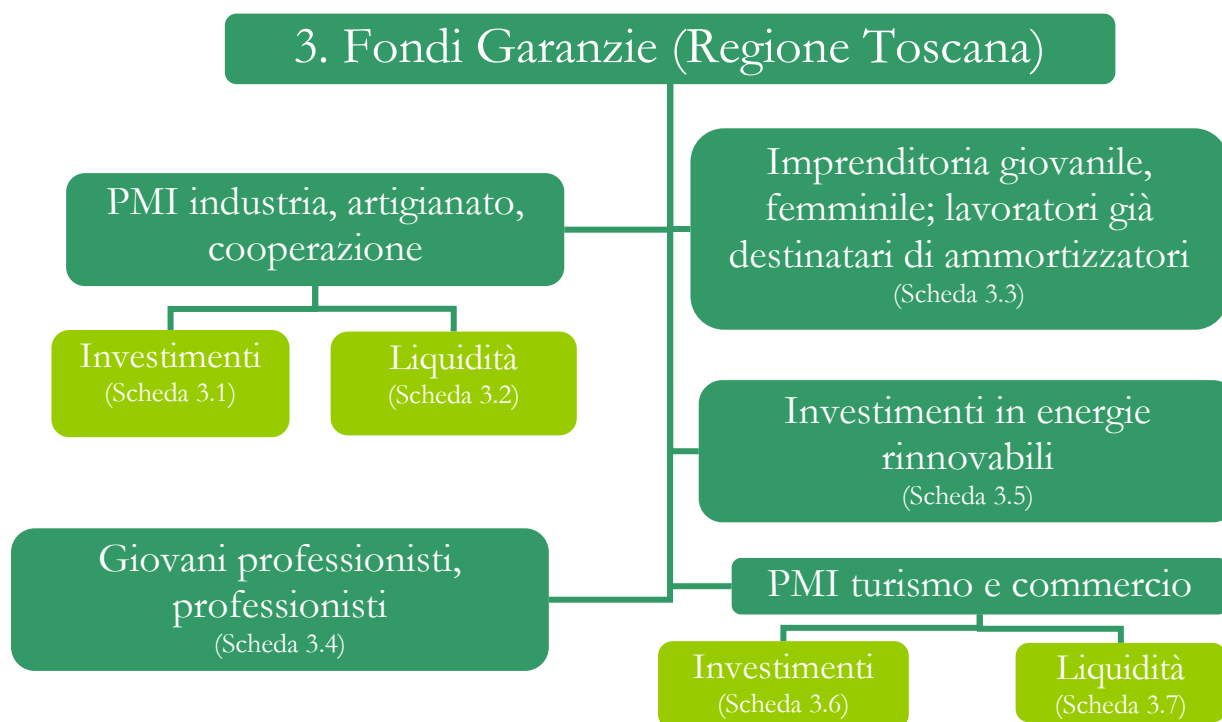 3. Fondi Garanzie (Regione Toscana)
PMI industria, artigianato,
cooperazione
Investimenti
(Scheda 3.1)
Liquidità
(Scheda 3.2)
Imprenditoria giovanile,
femminile; lavoratori già
destinatari di ammortizzatori
(Scheda 3.3)
Investimenti in energie
rinnovabili
(Scheda 3.5)
Giovani professionisti,
professionisti
(Scheda 3.4)
PMI turismo e commercio
Investimenti
(Scheda 3.6)
Liquidità
(Scheda 3.7)